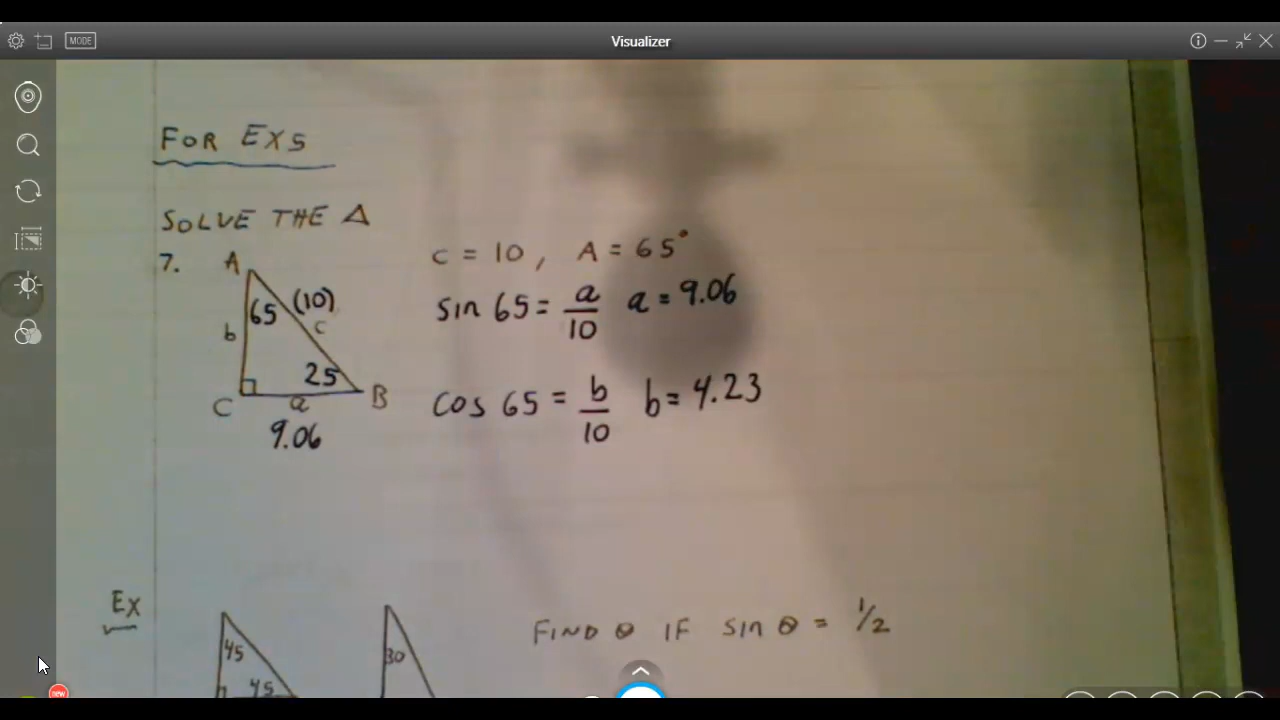 MODE
Visualizer
FOR EXS
SOLVE THE Δ
7.
A
c = 10, A = 65°
65
(10)
c
b
25
C
a
B
9.06
sin 65 = a/10 a = 9.06
cos 65 = b/10 b = 4.23
Ex
45
45
30
FIND θ IF sin θ = 1/2
new